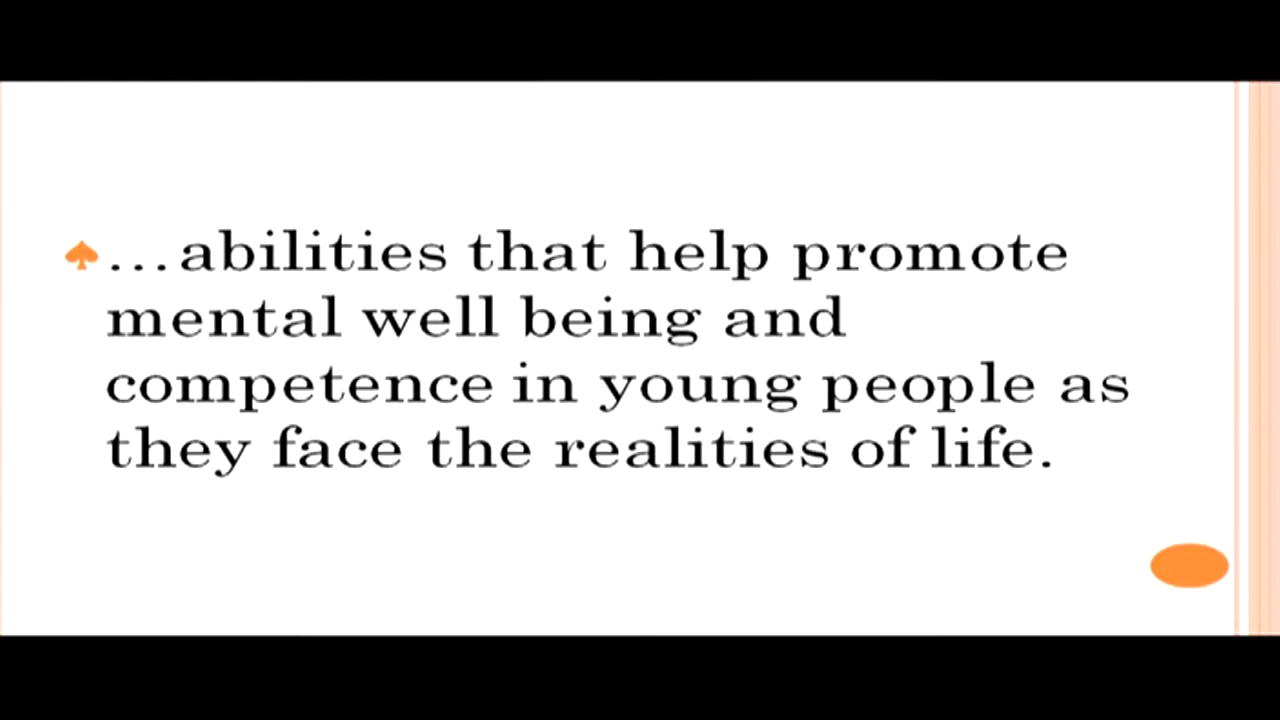 ...abilities that help promote
mental well being and
competence in young people as
they face the realities of life.